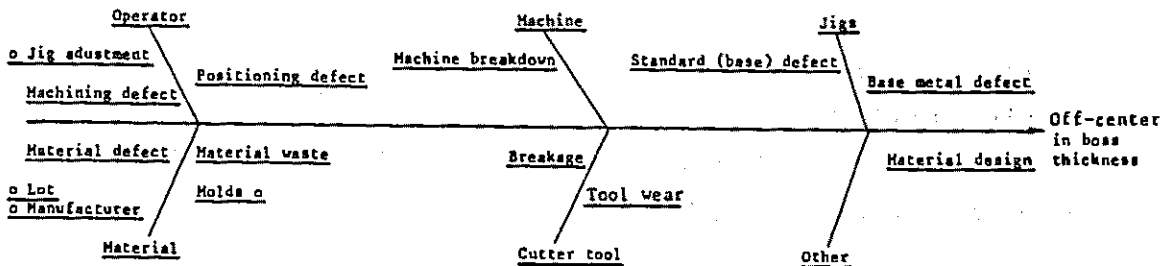 Operator
Machine
Jigs
o Jig adustment
Positioning defect
Machine breakdown
Standard (base) defect
Machining defect
Base metal defect
Off-center
in boss
thickness
Material defect
Material waste
Breakage
Material design
o Lot
Molds o
Tool wear
o Manufacturer
Material
Cutter tool
Other